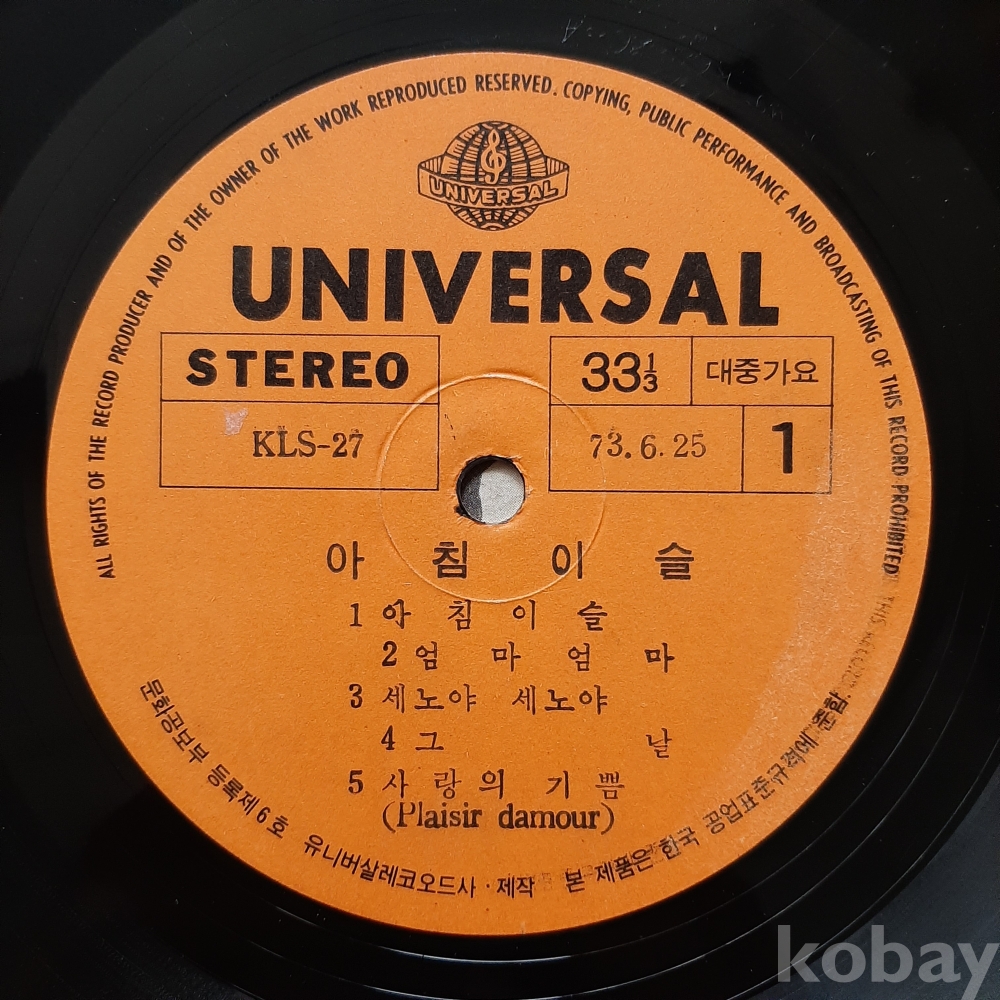 ALL RIGHTS OF THE RECORD PRODUCER AND OF THE OWNER OF THE WORK REPRODUCED RESERVED. COPYING, PUBLIC PERFORMANCE AND BROADCASTING OF THIS RECORD PROHIBITED
UNIVERSAL
UNIVERSAL
STEREO
33⅓ 대중가요
KLS-27
73.6.25 1
아침이슬
1 아침이슬
2 엄마엄마
3 세노야 세노야
4 그날
5 사랑의 기쁨
(Plaisir damour)
문화공보부 등록제6호 유니버살레코오드사·제작 본 제품은 한국 공업표준규격에 준함.
kobay